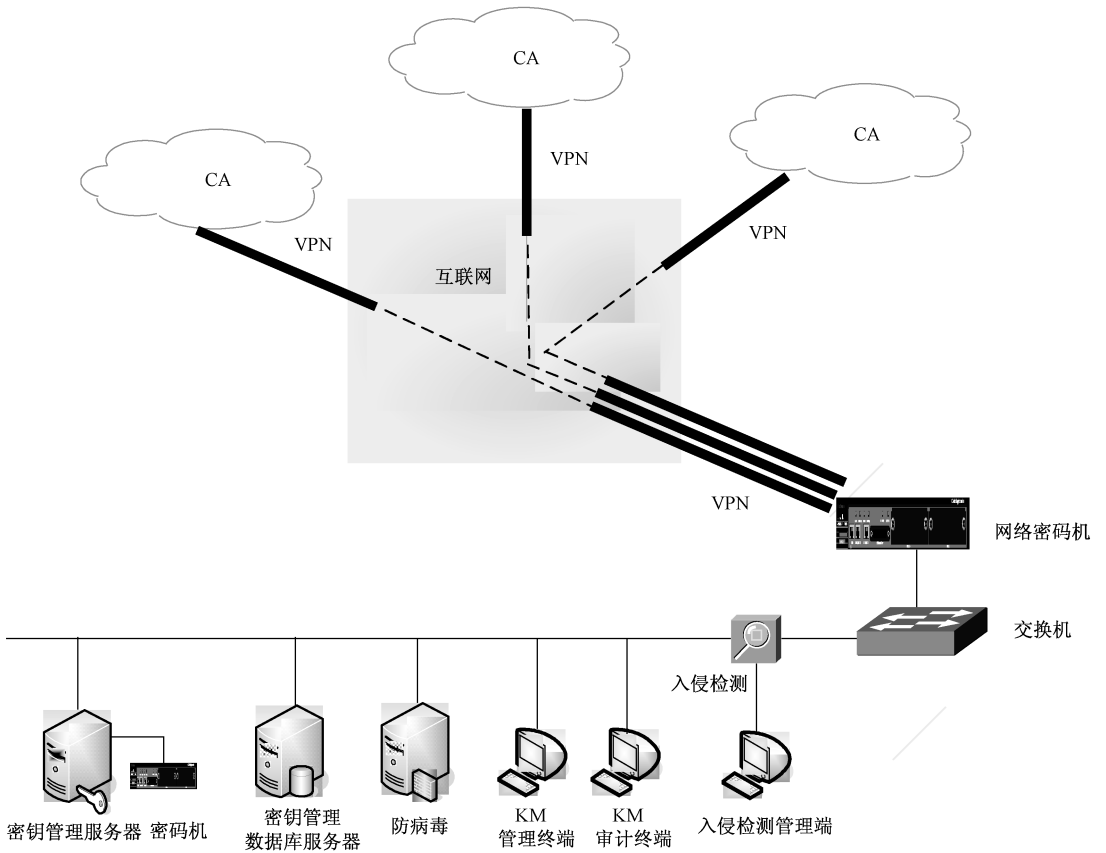 CA
CA
CA
VPN
VPN
VPN
互联网
VPN
网络密码机
交换机
入侵检测
密钥管理服务器
密码机
密钥管理
数据库服务器
防病毒
KM
管理终端
KM
审计终端
入侵检测管理端